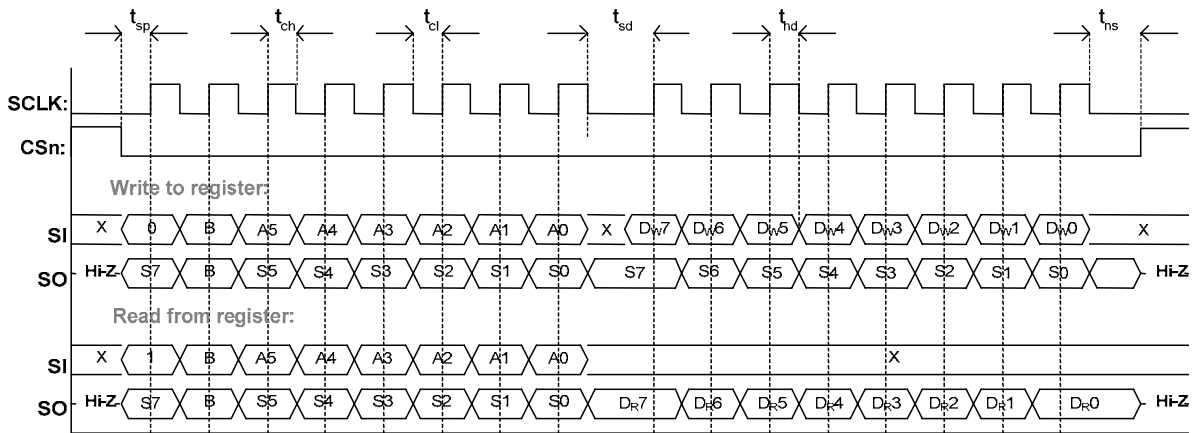 tsp tch tcl tsd thd tns
SCLK:
CSn:
Write to register:
SI X 0 B A5 A4 A3 A2 A1 A0 X DW7 DW6 DW5 DW4 DW3 DW2 DW1 DW0 X
SO Hi-Z S7 B S5 S4 S3 S2 S1 S0 S7 S6 S5 S4 S3 S2 S1 S0 Hi-Z
Read from register:
SI X 1 B A5 A4 A3 A2 A1 A0 X
SO Hi-Z S7 B S5 S4 S3 S2 S1 S0 DR7 DR6 DR5 DR4 DR3 DR2 DR1 DR0 Hi-Z